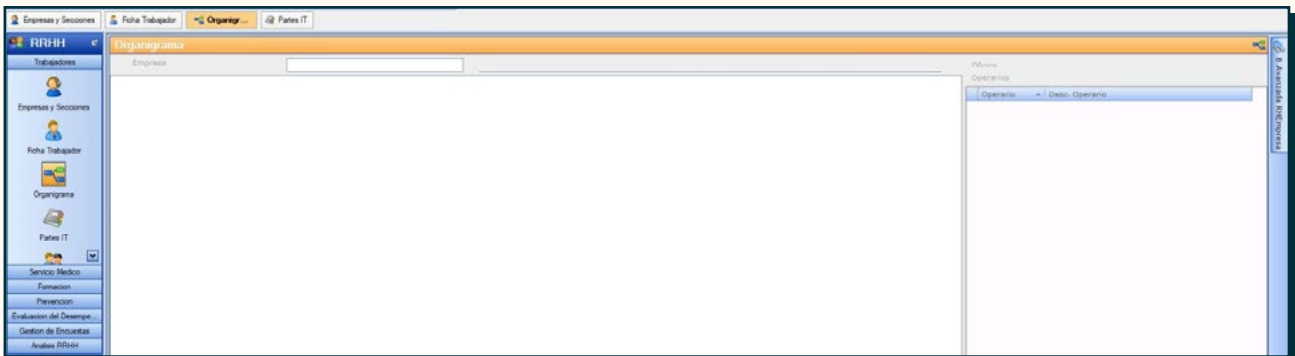 Empresas y Secciones
Ficha Trabajador
Organigr...
Partes IT
RRHH
Trabajadores
Empresas y Secciones
Ficha Trabajador
Organigrama
Partes IT
Servicio Medico
Formacion
Prevencion
Evaluacion del Desempe...
Gestion de Encuestas
Analisis RRHH
Organigrama
Empresa
Oficios
Operarios
Operario
Desc. Operario
B. Avanzada RHEmpresa